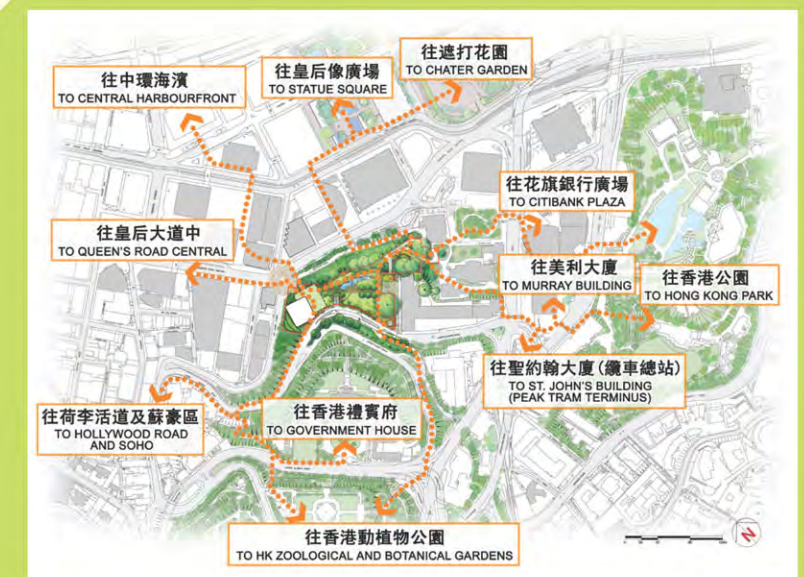 往遮打花園
TO CHATER GARDEN
往皇后像廣場
TO STATUE SQUARE
往中環海濱
TO CENTRAL HARBOURFRONT
往花旗銀行廣場
TO CITIBANK PLAZA
往皇后大道中
TO QUEEN'S ROAD CENTRAL
往美利大廈
TO MURRAY BUILDING
往香港公園
TO HONG KONG PARK
往聖約翰大廈(纜車總站)
TO ST. JOHN'S BUILDING
(PEAK TRAM TERMINUS)
往荷李活道及蘇豪區
TO HOLLYWOOD ROAD
AND SOHO
往香港禮賓府
TO GOVERNMENT HOUSE
往香港動植物公園
TO HK ZOOLOGICAL AND BOTANICAL GARDENS
N